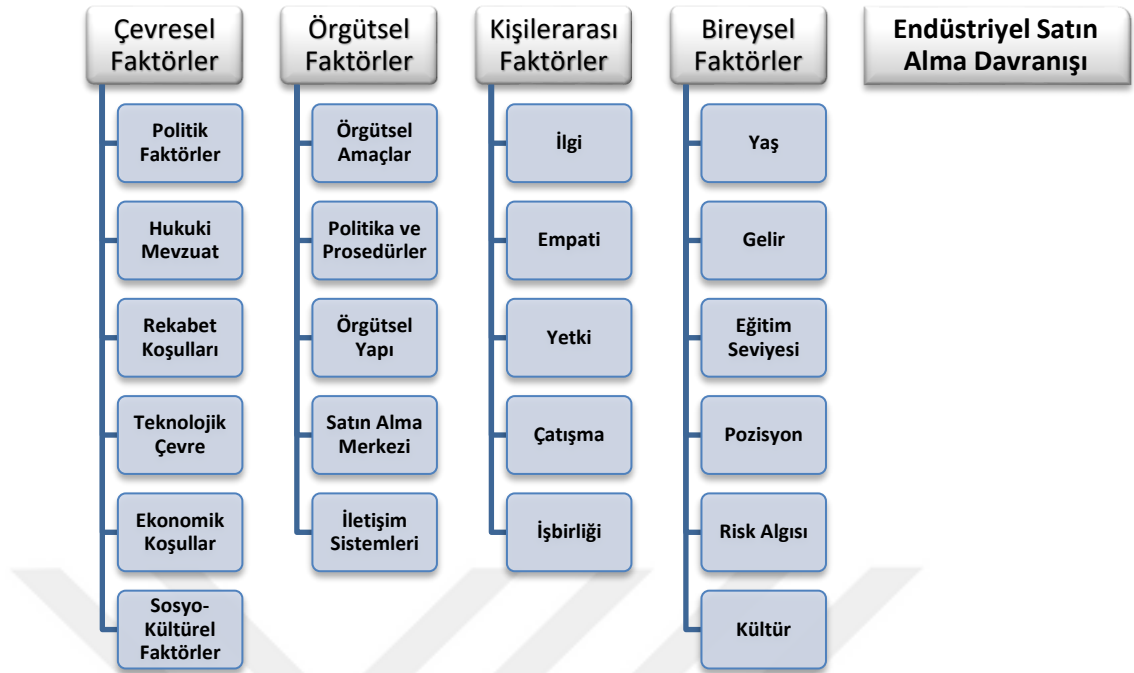 Çevresel
Faktörler
Politik
Faktörler
Hukuki
Mevzuat
Rekabet
Koşulları
Teknolojik
Çevre
Ekonomik
Koşullar
Sosyo-
Kültürel
Faktörler
Örgütsel
Faktörler
Örgütsel
Amaçlar
Politika ve
Prosedürler
Örgütsel
Yapı
Satın Alma
Merkezi
İletişim
Sistemleri
Kişilerarası
Faktörler
İlgi
Empati
Yetki
Çatışma
İşbirliği
Bireysel
Faktörler
Yaş
Gelir
Eğitim
Seviyesi
Pozisyon
Risk Algısı
Kültür
Endüstriyel Satın
Alma Davranışı